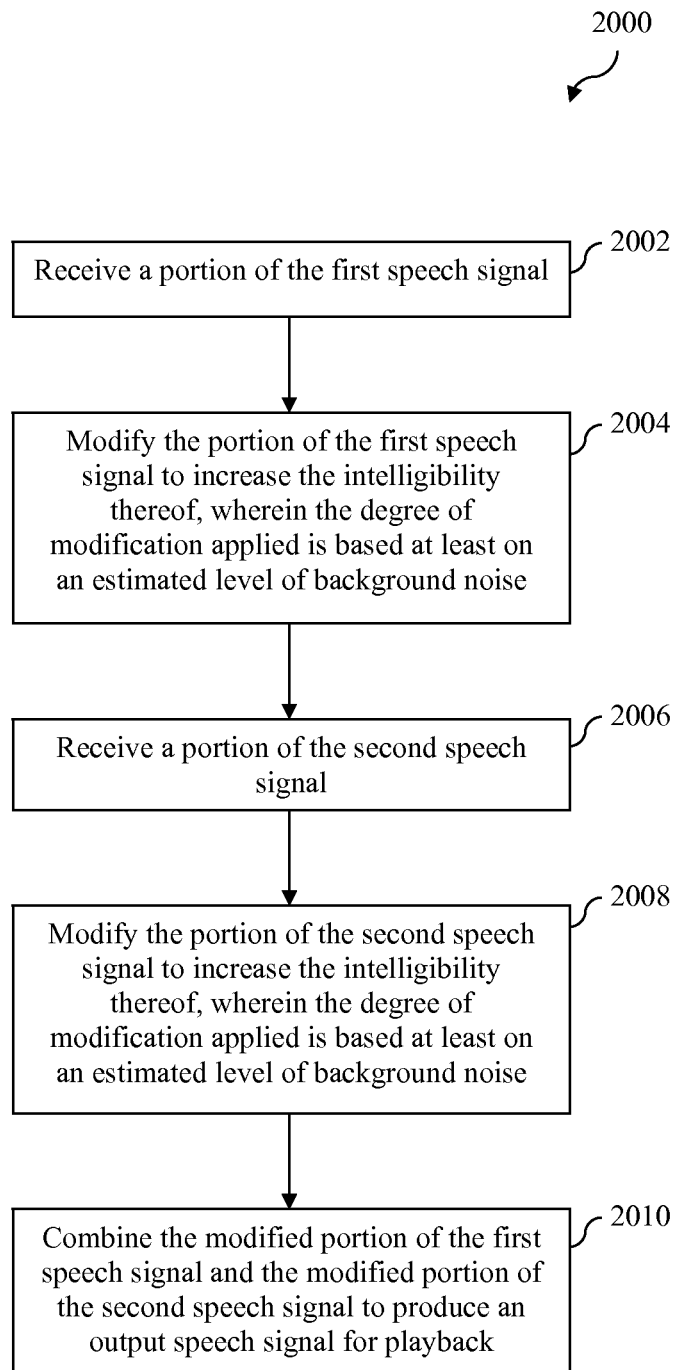 2000
2002
Receive a portion of the first speech signal
2004
Modify the portion of the first speech
signal to increase the intelligibility
thereof, wherein the degree of
modification applied is based at least on
an estimated level of background noise
2006
Receive a portion of the second speech
signal
2008
Modify the portion of the second speech
signal to increase the intelligibility
thereof, wherein the degree of
modification applied is based at least on
an estimated level of background noise
2010
Combine the modified portion of the first
speech signal and the modified portion of
the second speech signal to produce an
output speech signal for playback